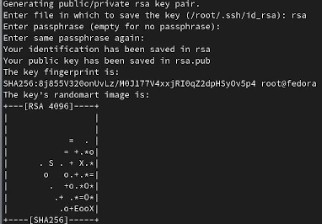 Generating public/private rsa key pair.
Enter file in which to save the key (/root/.ssh/id_rsa): rsa
Enter passphrase (empty for no passphrase):
Enter same passphrase again:
Your identification has been saved in rsa
Your public key has been saved in rsa.pub
The key fingerprint is:
SHA256:8j855V320nUvLz/M0J177V4xxjRI0qZ2dpHSyOv5p4 root@fedora
The key's randomart image is:
+---[RSA 4096]----+
|                 |
|                 |
|          =  .   |
|         = +.*o|
|     . S . + X.*|
|      o  o.+.*=|
|       .  +o.*O*|
|        .+ .*=O*|
|         .o+EooX|
+----[SHA256]-----+